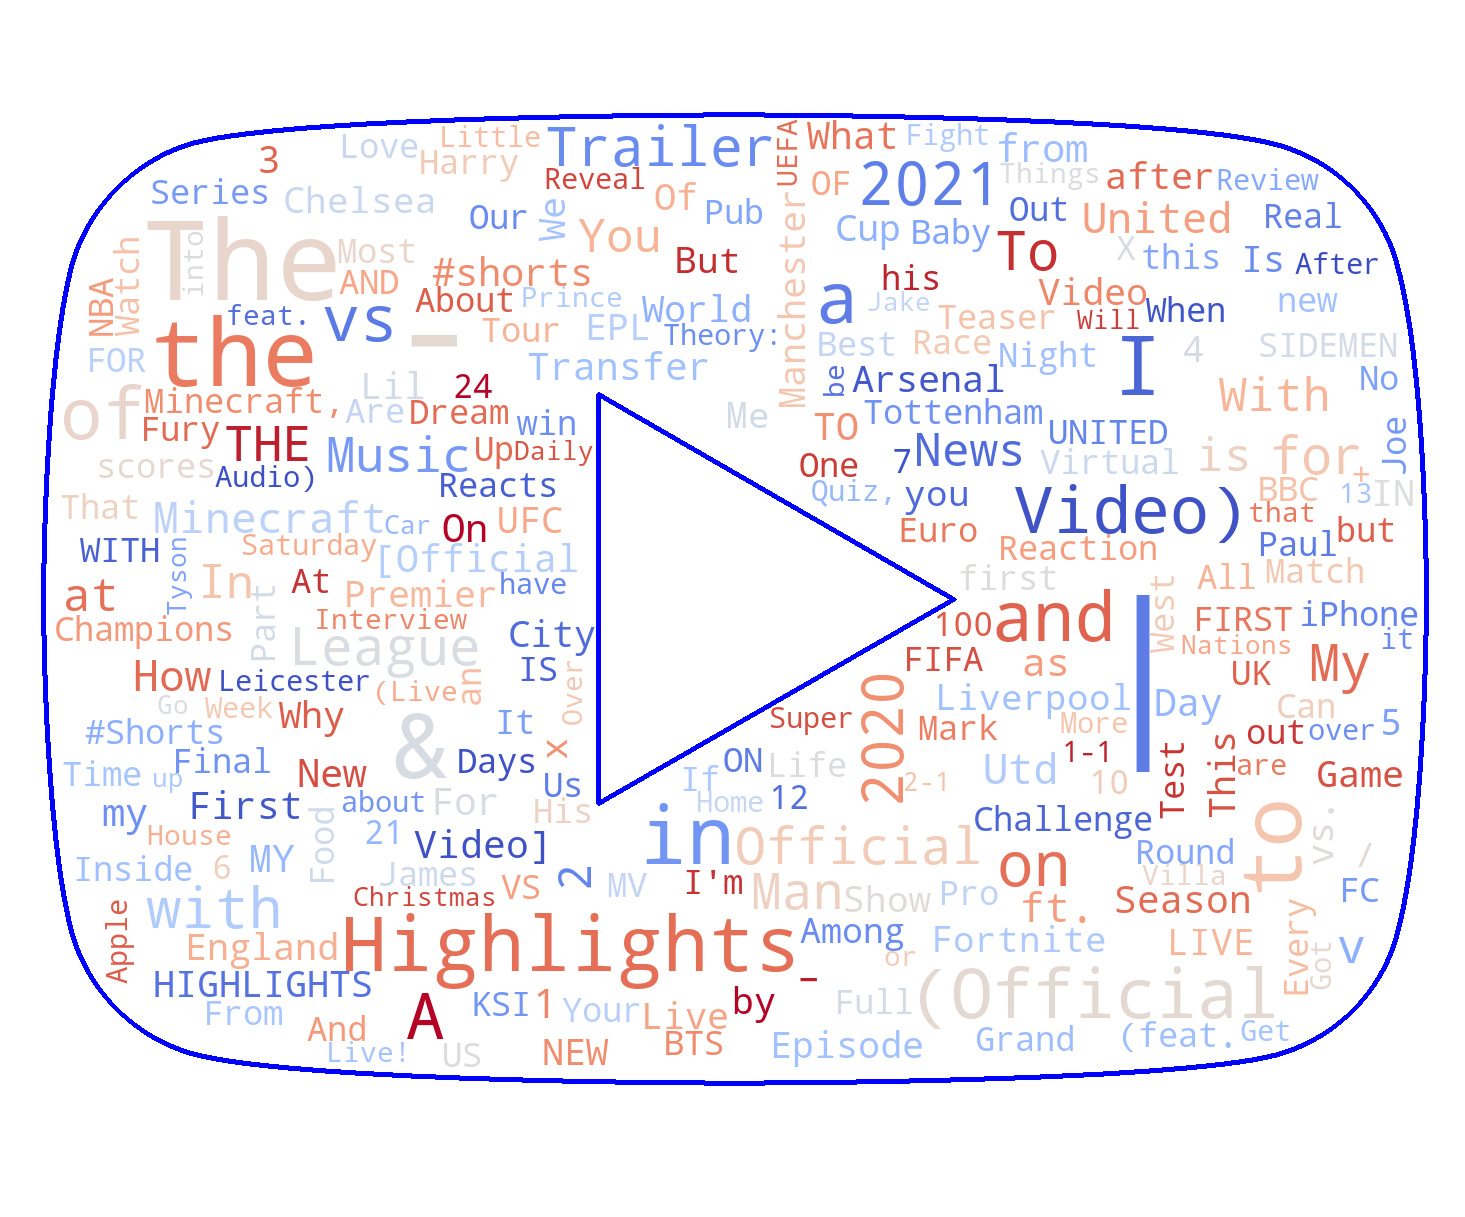 3
Love
Little
Harry
Trailer
UEFA
What
Fight
from
Series
Chelsea
Reveal
Of
Pub
OF
2021
Things
after
Review
Our
We
You
Manchester
Cup
Baby
Out
United
Real
The
into
Most
AND
#shorts
But
his
To
X
this
Is
After
NBA
Watch
feat.
vs
About
Prince
World
a
Jake
Video
When
new
the
–
Tour
EPL
Theory:
Teaser
Will
FOR
Transfer
Best
Race
Night
I
4
SIDEMEN
of
Minecraft,
Lil
24
be
Arsenal
With
No
Fury
THE
Are
Dream
win
Me
TO
Tottenham
UNITED
Joe
scores
Audio)
Music
Up
Daily
One
7
News
Virtual
is
for
+
That
Minecraft
Reacts
Quiz,
you
Video)
BBC
13
IN
WITH
Tyson
Saturday
Car
On
UFC
Euro
Reaction
that
Paul
but
[Official
at
In
At
Premier
have
first
West
All
Match
Champions
Part
Interview
League
City
100
and
|
FIRST
iPhone
Nations
it
How
Leicester
(Live
an
IS
Over
FIFA
as
UK
My
Go
Week
Why
&
It
Super
2020
Liverpool
Day
Can
#Shorts
Final
New
Days
x
Mark
More
1-1
Test
This
out
over
5
Time
up
Us
If
ON
Life
2-1
Utd
10
are
Game
my
First
about
For
His
Home
12
Challenge
to
vs.
House
Food
21
Video]
in
Official
on
Round
/
Inside
6
MY
James
2
MV
I'm
Man
Show
Pro
Villa
FC
with
Christmas
VS
ft.
Season
Apple
England
Highlights
-
Among
or
Fortnite
LIVE
Every
Got
v
HIGHLIGHTS
A
KSI
1
Your
Live
by
Full
(Official
From
And
Live!
US
NEW
BTS
Episode
Grand
(feat.
Get